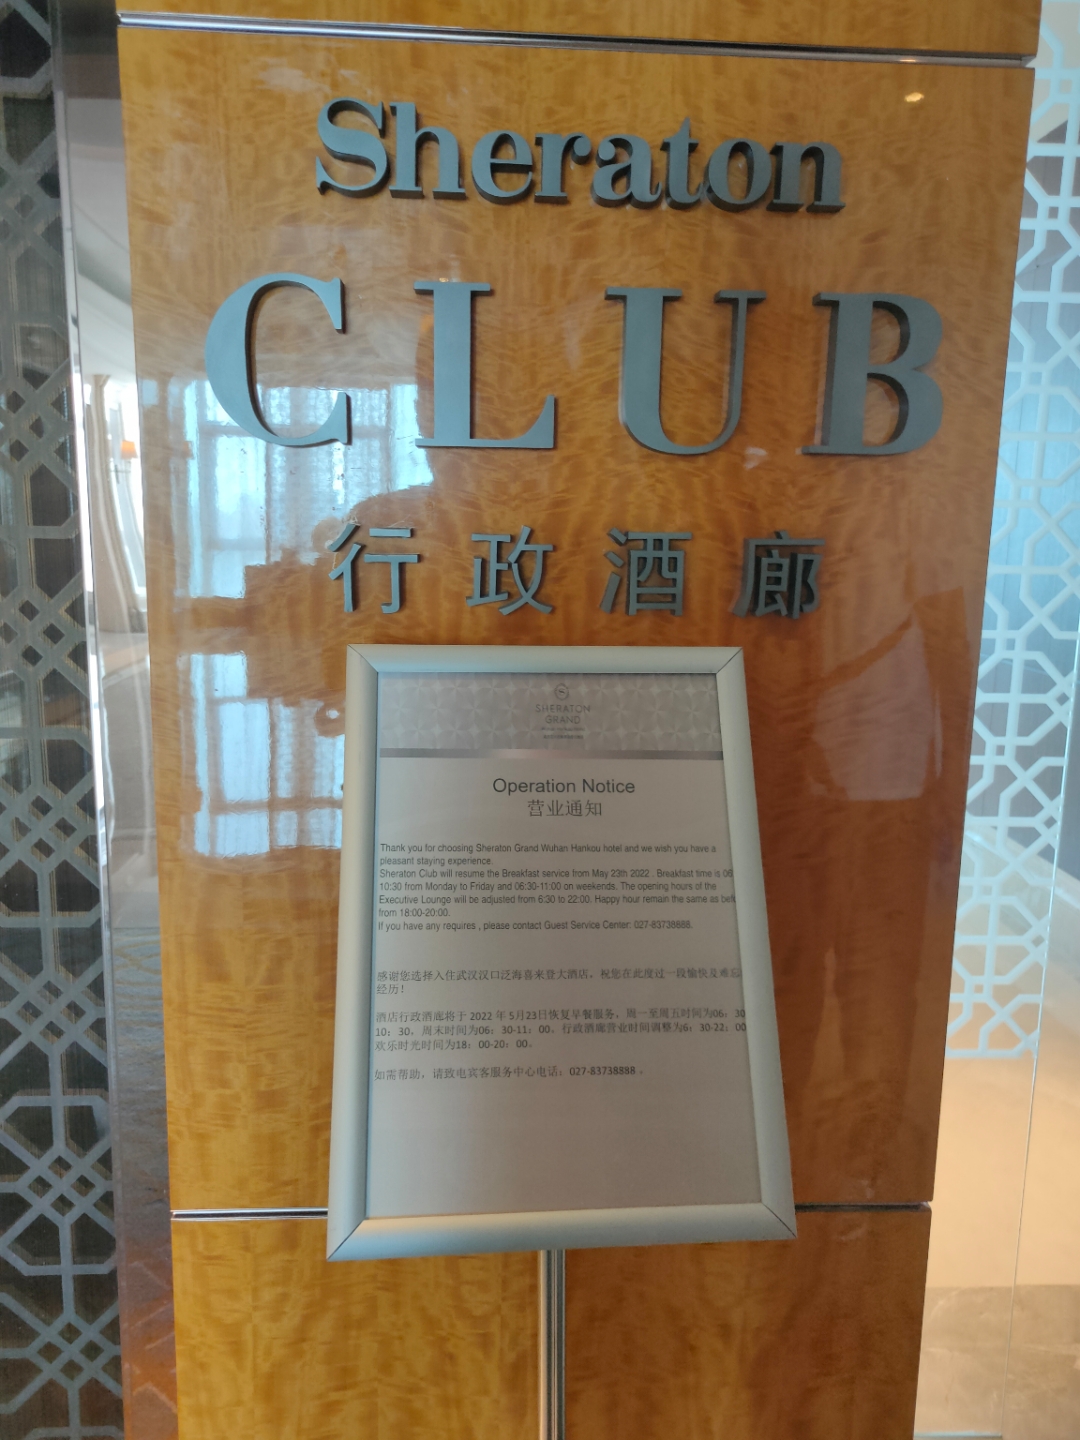 Sheraton
CLUB
行政酒廊
SHERATON
GRAND
Operation Notice
营业通知
Thank you for choosing Sheraton Grand Wuhan Hankou hotel and we wish you have a
pleasant staying experience.
Sheraton Club will resume the Breakfast service from May 23th 2022 . Breakfast time is 06
10:30 from Monday to Friday and 06:30-11:00 on weekends. The opening hours of the
Executive Lounge will be adjusted from 6:30 to 22:00. Happy hour remain the same as
from 18:00-20:00.
If you have any requires , please contact Guest Service Center: 027-83738888.
感谢您选择入住武汉汉口泛海喜来登大酒店，祝您在此度过一段愉快及难忘
经历！
酒店行政酒廊将于 2022 年 5月23日恢复早餐服务，周一至周五时间为06：30
10：30，周末时间为06：30-11：00。行政酒廊营业时间调整为6：30-22：00
欢乐时光时间为18：00-20：00。
如需帮助，请致电宾客服务中心电话：027-83738888 。